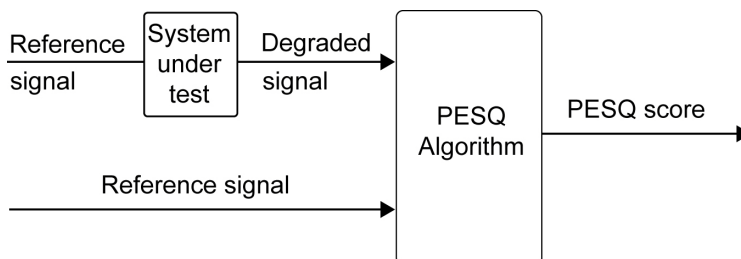 Reference
signal
System
under
test
Degraded
signal
PESQ
Algorithm
PESQ score
Reference signal